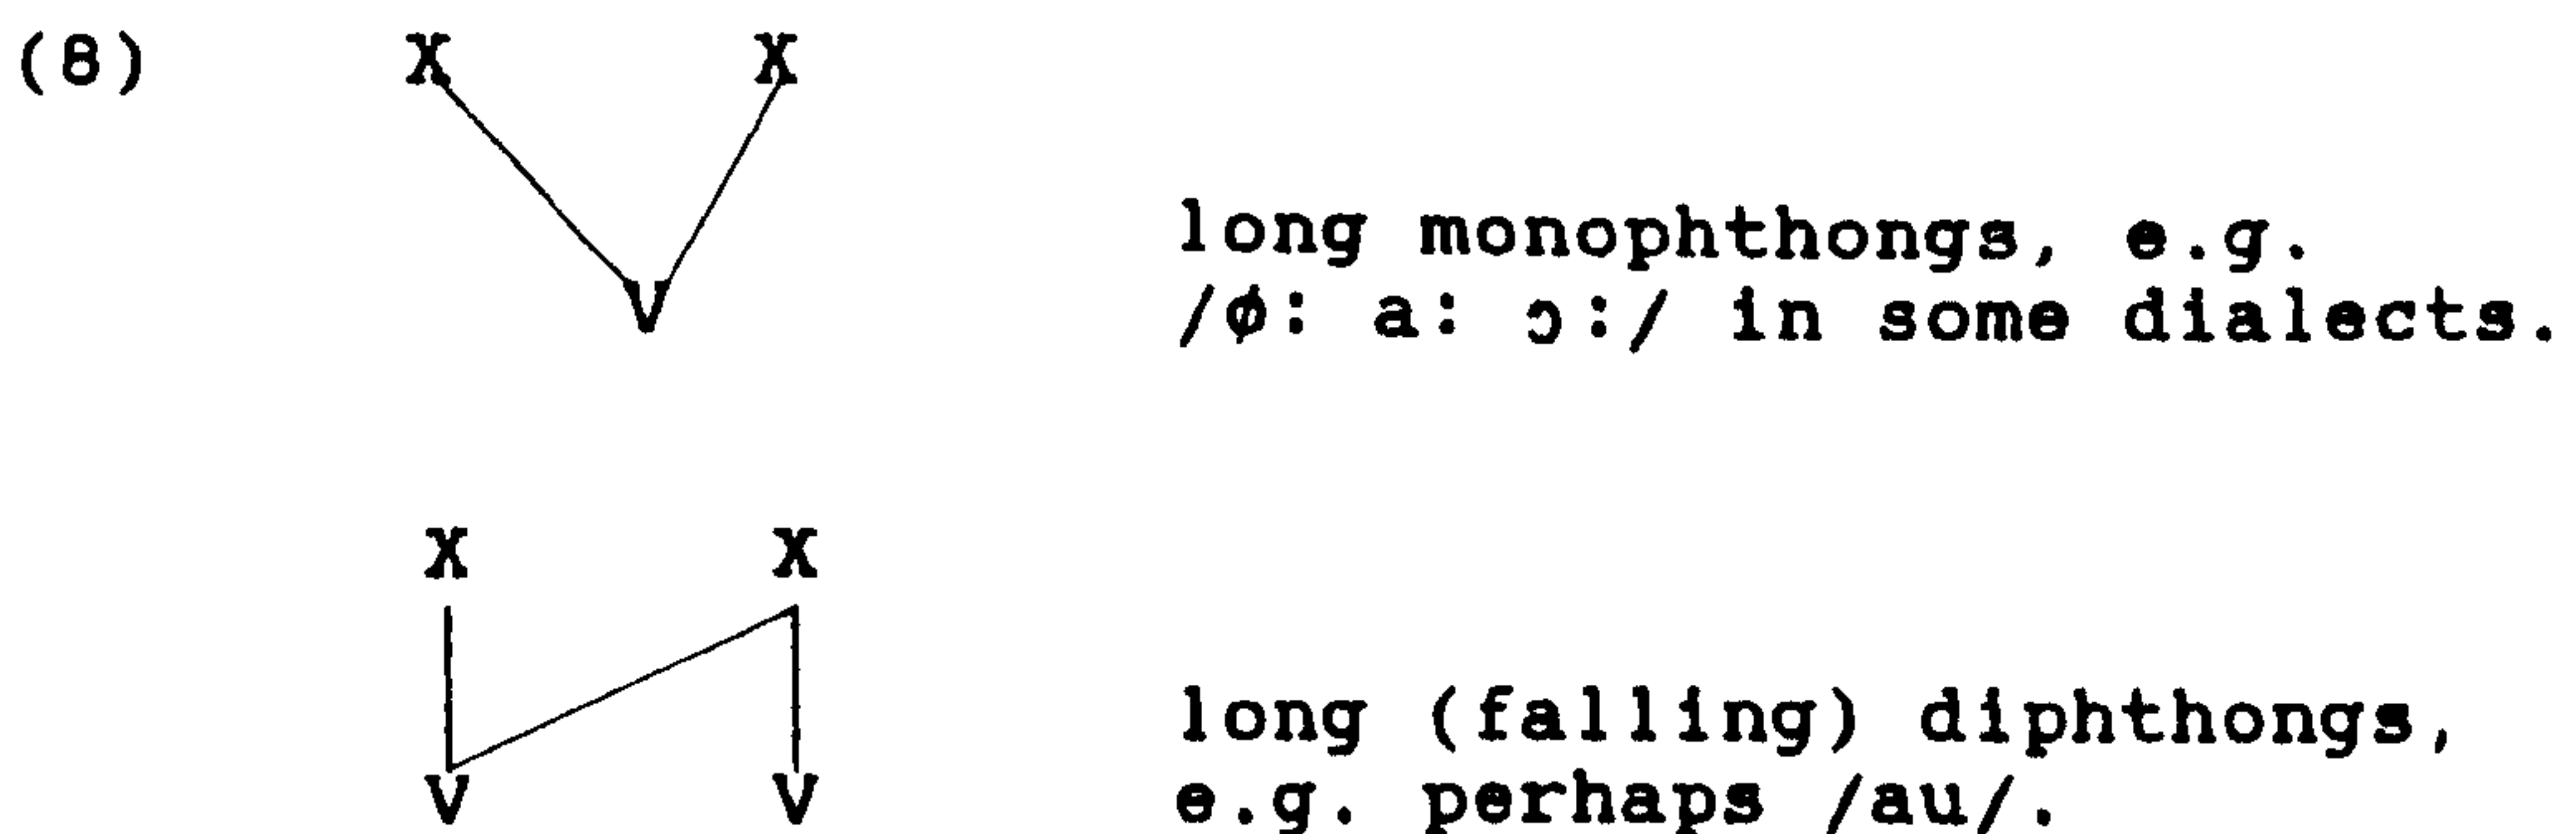 (8) X X
V
long monophthongs, e.g.
/ø: a: ɔ:/ in some dialects.
X X
long (falling) diphthongs,
V V e.g. perhaps /au/.